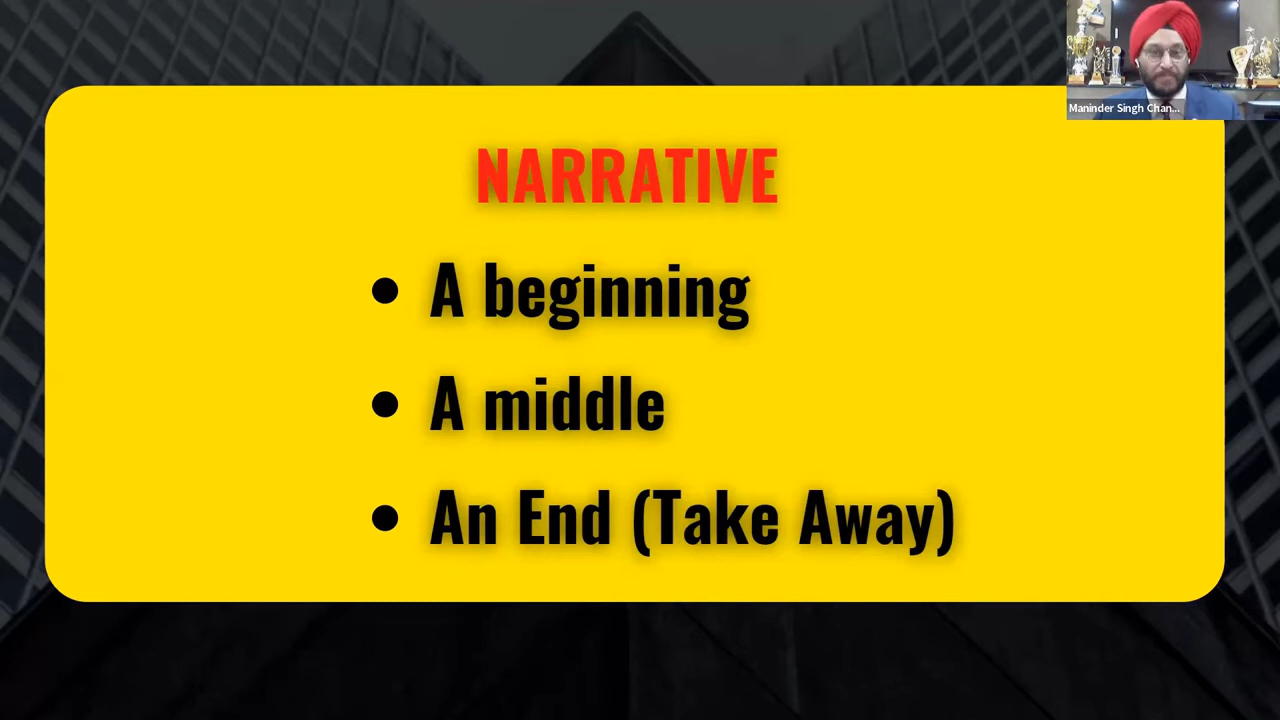 NARRATIVE
• A beginning
• A middle
• An End (Take Away)
Maninder Singh Chan...